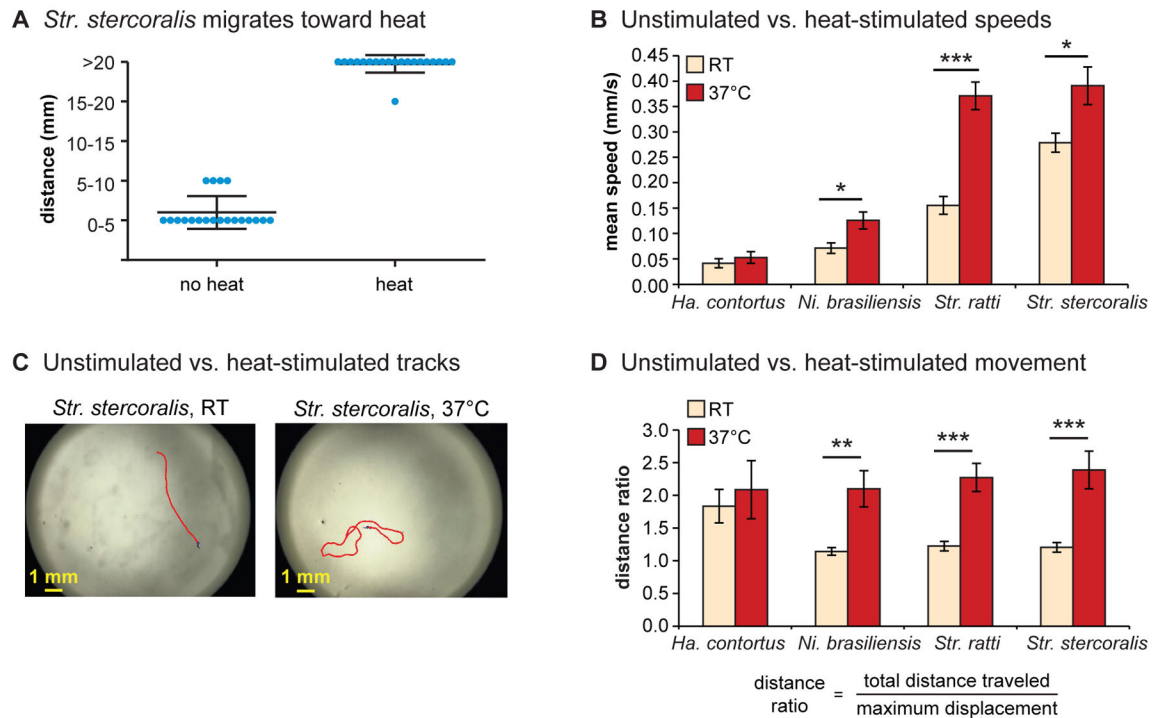 A Str. stercoralis migrates toward heat
distance (mm)
>20
15-20
10-15
5-10
0-5
no heat
heat
B Unstimulated vs. heat-stimulated speeds
mean speed (mm/s)
0.45
0.40
0.35
0.30
0.25
0.20
0.15
0.10
0.05
0.00
RT
37°C
*
***
*
Ha. contortus
Ni. brasiliensis
Str. ratti
Str. stercoralis
C Unstimulated vs. heat-stimulated tracks
Str. stercoralis, RT
Str. stercoralis, 37°C
1 mm
1 mm
D Unstimulated vs. heat-stimulated movement
distance ratio
3.0
2.5
2.0
1.5
1.0
0.5
0.0
RT
37°C
**
***
***
Ha. contortus
Ni. brasiliensis
Str. ratti
Str. stercoralis
distance ratio = total distance traveled
maximum displacement